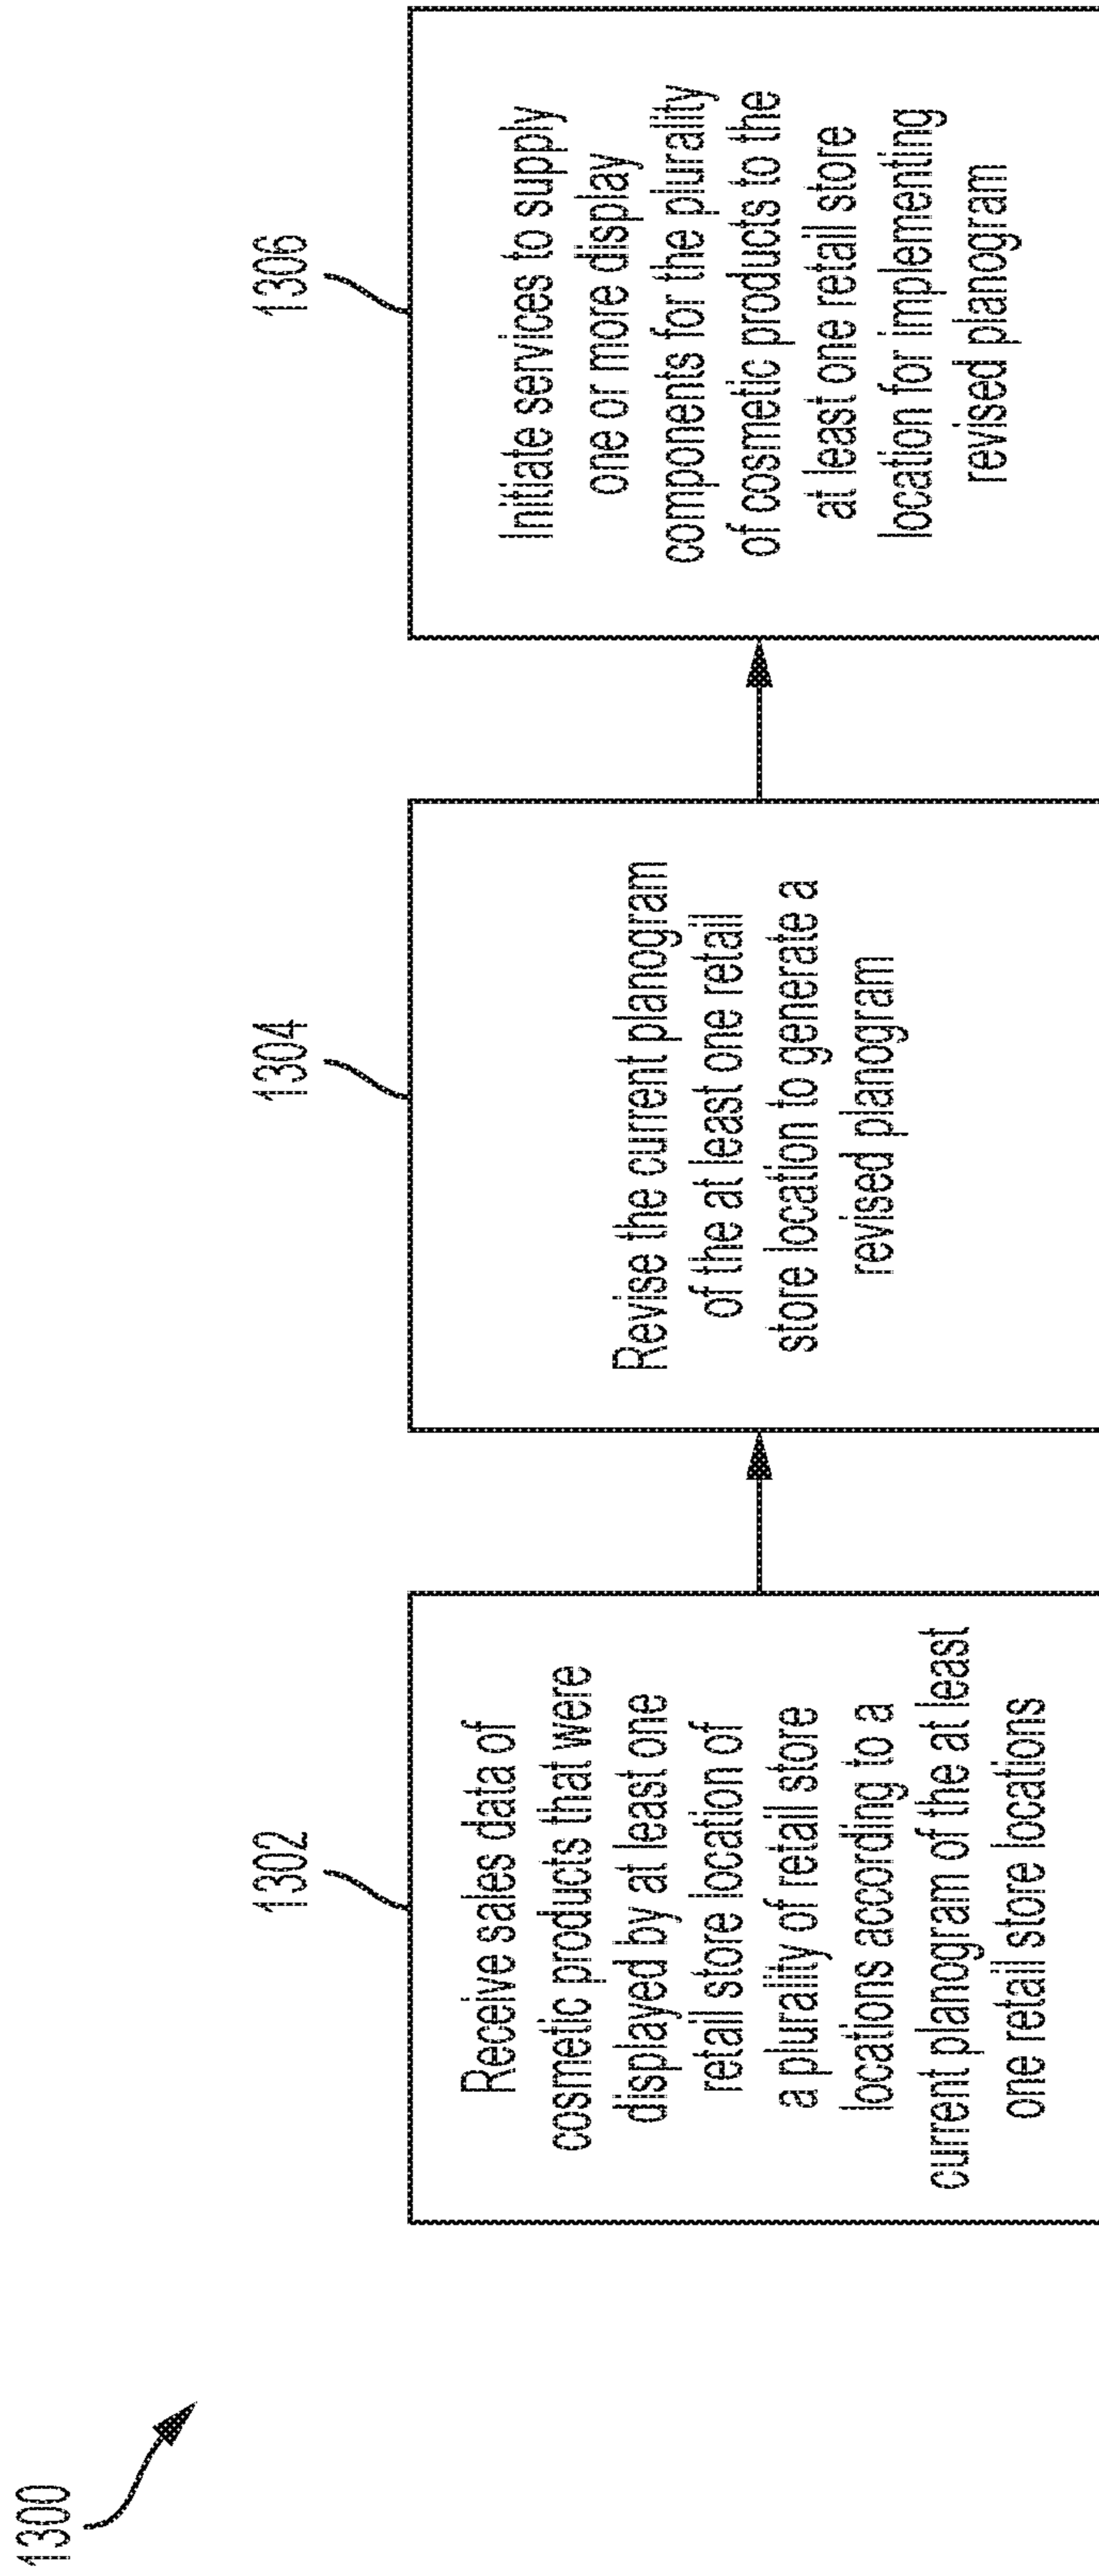 1300
1302
Receive sales data of
cosmetic products that were
displayed by at least one
retail store location of
a plurality of retail store
locations according to a
current planogram of the at least
one retail store locations
1304
Revise the current planogram
of the at least one retail
store location to generate a
revised planogram
1306
Initiate services to supply
one or more display
components for the plurality
of cosmetic products to the
at least one retail store
location for implementing
revised planogram